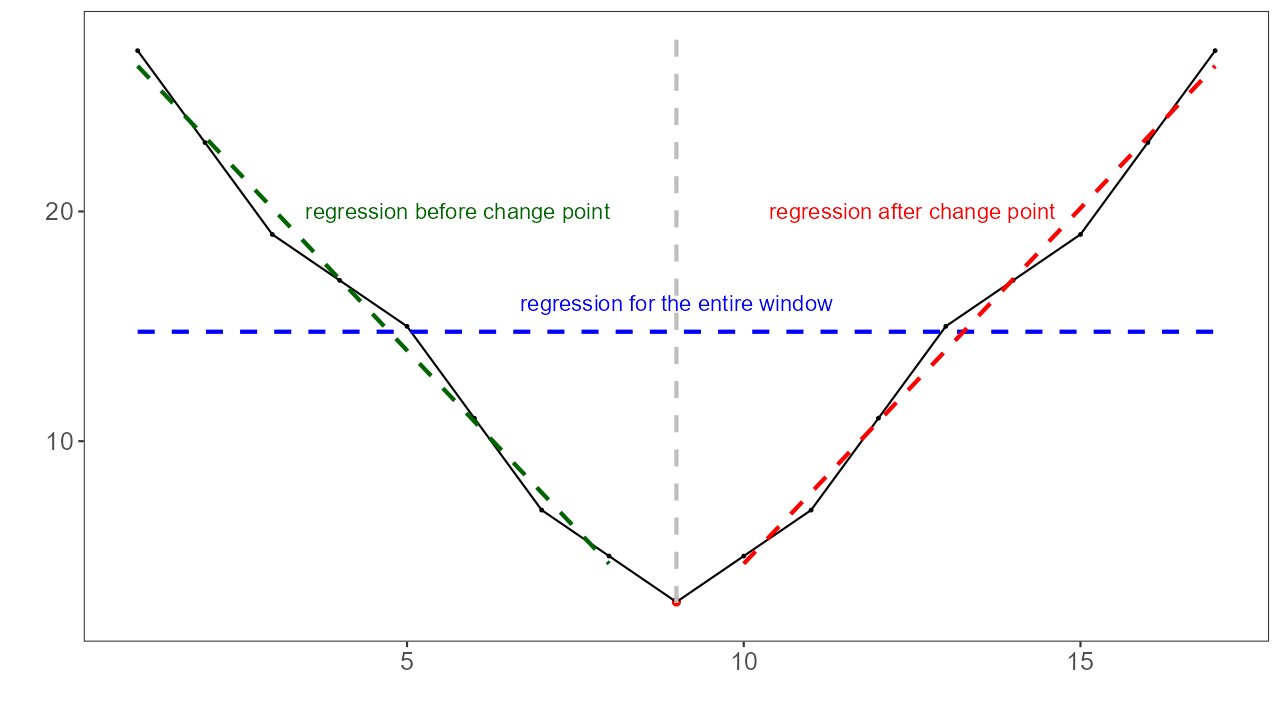 20
regression before change point
regression after change point
regression for the entire window
10
5
10
15